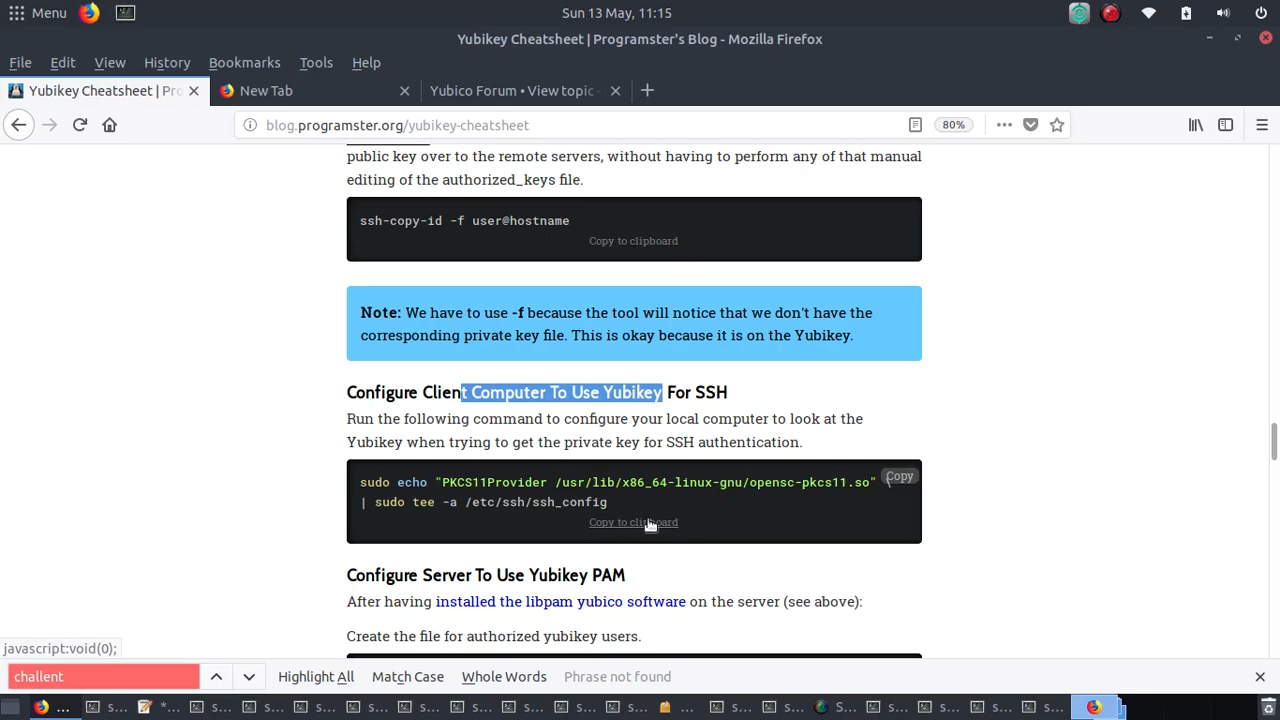 Menu
Sun 13 May, 11:15
Yubikey Cheatsheet | Programster's Blog - Mozilla Firefox
File Edit View History Bookmarks Tools Help
Yubikey Cheatsheet | Pro
New Tab
Yubico Forum • View topic -
blog.programster.org/yubikey-cheatsheet
80%
public key over to the remote servers, without having to perform any of that manual
editing of the authorized_keys file.
ssh-copy-id -f user@hostname
Copy to clipboard
Note: We have to use -f because the tool will notice that we don't have the
corresponding private key file. This is okay because it is on the Yubikey.
Configure Client Computer To Use Yubikey For SSH
Run the following command to configure your local computer to look at the
Yubikey when trying to get the private key for SSH authentication.
Copy
sudo echo "PKCS11Provider /usr/lib/x86_64-linux-gnu/opensc-pkcs11.so" \
| sudo tee -a /etc/ssh/ssh_config
Copy to clipboard
Configure Server To Use Yubikey PAM
After having installed the libpam yubico software on the server (see above):
Create the file for authorized yubikey users.
javascript:void(0);
challent
Highlight All Match Case Whole Words Phrase not found
... s... *... s... s... s... s... s... s... s... s... ... s... s... S... s... s... s... s...